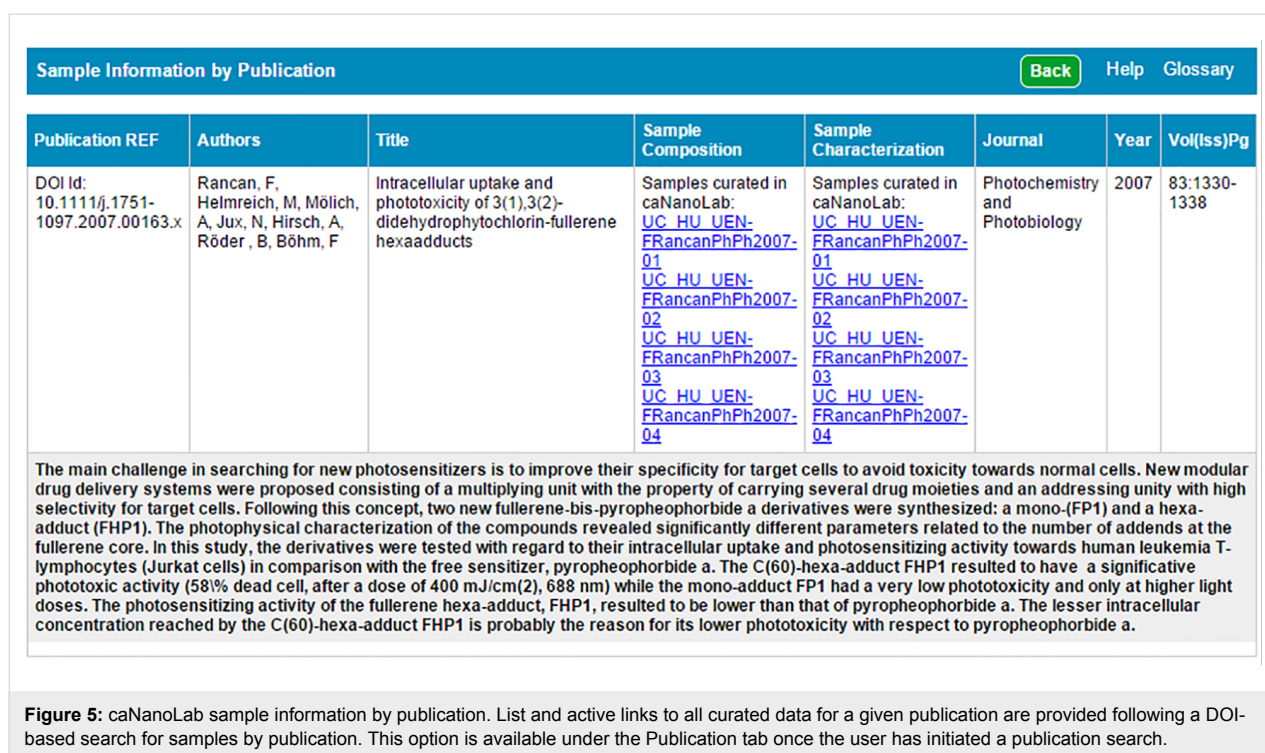 Sample Information by Publication
Back Help Glossary
Publication REF Authors Title Sample Composition Sample Characterization Journal Year Vol(Iss)Pg
DOI Id:
10.1111/j.1751-
1097.2007.00163.x
Rancan, F,
Helmreich, M, Mölich,
A, Jux, N, Hirsch, A,
Röder , B, Böhm, F
Intracellular uptake and
phototoxicity of 3(1),3(2)-
didehydrophytochlorin-fullerene
hexaadducts
Samples curated in
caNanoLab:
UC_HU_UEN-
FRancanPhPh2007-
01
UC_HU_UEN-
FRancanPhPh2007-
02
UC_HU_UEN-
FRancanPhPh2007-
03
UC_HU_UEN-
FRancanPhPh2007-
04
Samples curated in
caNanoLab:
UC_HU_UEN-
FRancanPhPh2007-
01
UC_HU_UEN-
FRancanPhPh2007-
02
UC_HU_UEN-
FRancanPhPh2007-
03
UC_HU_UEN-
FRancanPhPh2007-
04
Photochemistry
and
Photobiology
2007
83:1330-
1338
The main challenge in searching for new photosensitizers is to improve their specificity for target cells to avoid toxicity towards normal cells. New modular
drug delivery systems were proposed consisting of a multiplying unit with the property of carrying several drug moieties and an addressing unity with high
selectivity for target cells. Following this concept, two new fullerene-bis-pyropheophorbide a derivatives were synthesized: a mono-(FP1) and a hexa-
adduct (FHP1). The photophysical characterization of the compounds revealed significantly different parameters related to the number of addends at the
fullerene core. In this study, the derivatives were tested with regard to their intracellular uptake and photosensitizing activity towards human leukemia T-
lymphocytes (Jurkat cells) in comparison with the free sensitizer, pyropheophorbide a. The C(60)-hexa-adduct FHP1 resulted to have a significative
phototoxic activity (58\% dead cell, after a dose of 400 mJ/cm(2), 688 nm) while the mono-adduct FP1 had a very low phototoxicity and only at higher light
doses. The photosensitizing activity of the fullerene hexa-adduct, FHP1, resulted to be lower than that of pyropheophorbide a. The lesser intracellular
concentration reached by the C(60)-hexa-adduct FHP1 is probably the reason for its lower phototoxicity with respect to pyropheophorbide a.
Figure 5: caNanoLab sample information by publication. List and active links to all curated data for a given publication are provided following a DOI-
based search for samples by publication. This option is available under the Publication tab once the user has initiated a publication search.